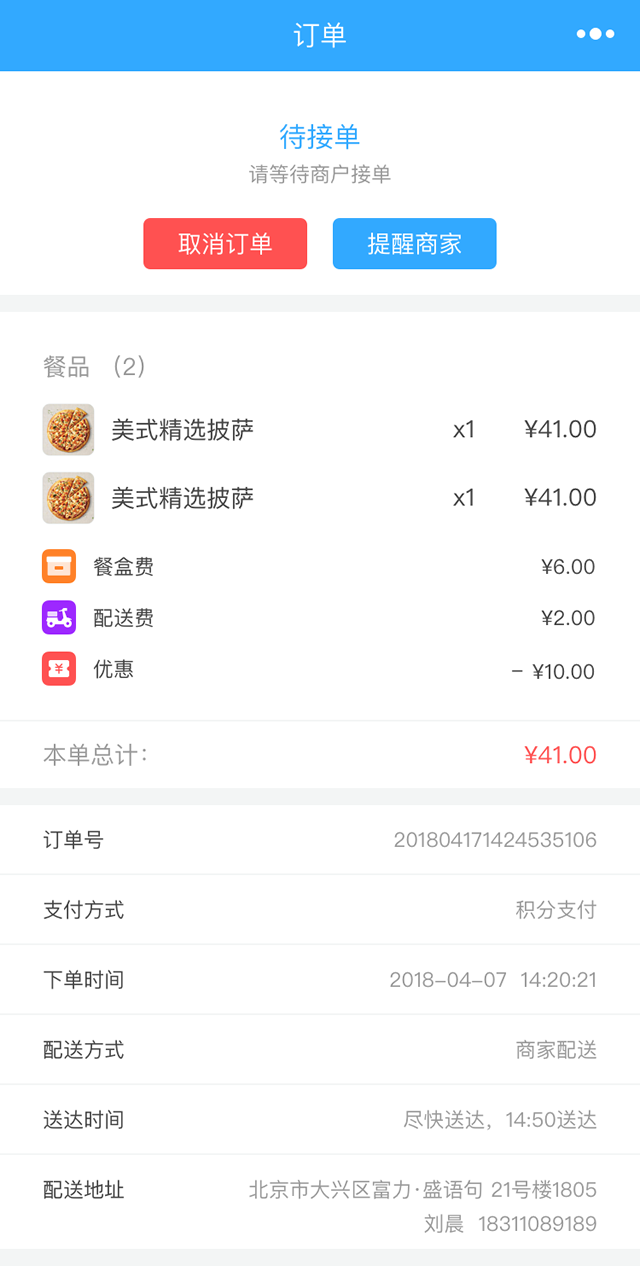 订单
待接单
请等待商户接单
取消订单 提醒商家
餐品 (2)
美式精选披萨 x1 ¥41.00
美式精选披萨 x1 ¥41.00
餐盒费 ¥6.00
配送费 ¥2.00
¥ 优惠 - ¥10.00
本单总计: ¥41.00
订单号 201804171424535106
支付方式 积分支付
下单时间 2018-04-07 14:20:21
配送方式 商家配送
送达时间 尽快送达, 14:50送达
配送地址 北京市大兴区富力·盛语句 21号楼1805
刘晨 18311089189